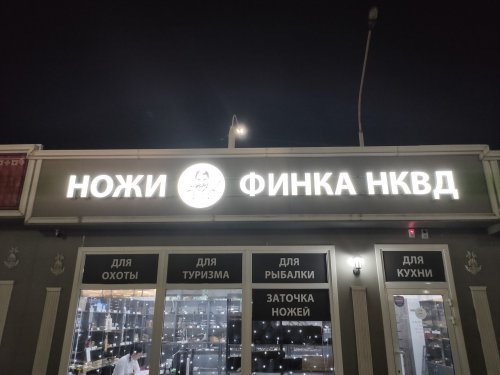 НОЖИ ФИНКА НКВД
ДЛЯ ОХОТЫ
ДЛЯ ТУРИЗМА
ДЛЯ РЫБАЛКИ
ЗАТОЧКА НОЖЕЙ
ДЛЯ КУХНИ